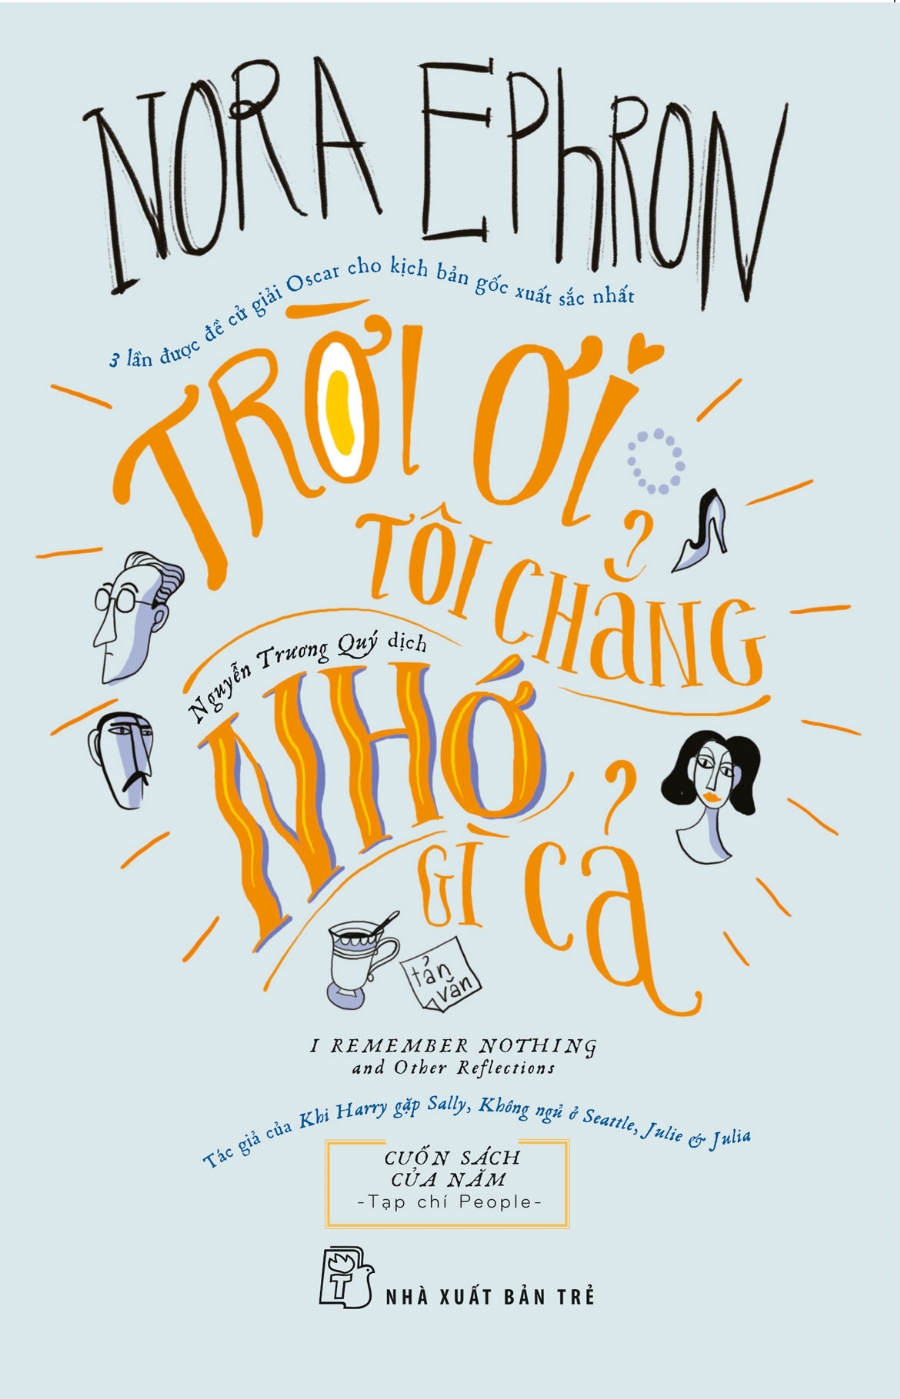 NORA EPhRON
3 lần được đề cử giải Oscar cho kịch bản gốc xuất sắc nhất
TRỜI ƠI
TÔI CHẲNG
Nguyễn Trương Quý dịch
NHỚ
GÌ CẢ
tản
văn
I REMEMBER NOTHING
and Other Reflections
Tác giả của Khi Harry gặp Sally, Không ngủ ở Seattle, Julie & Julia
CUỐN SÁCH
CỦA NĂM
-Tạp chí People-
T
NHÀ XUẤT BẢN TRẺ